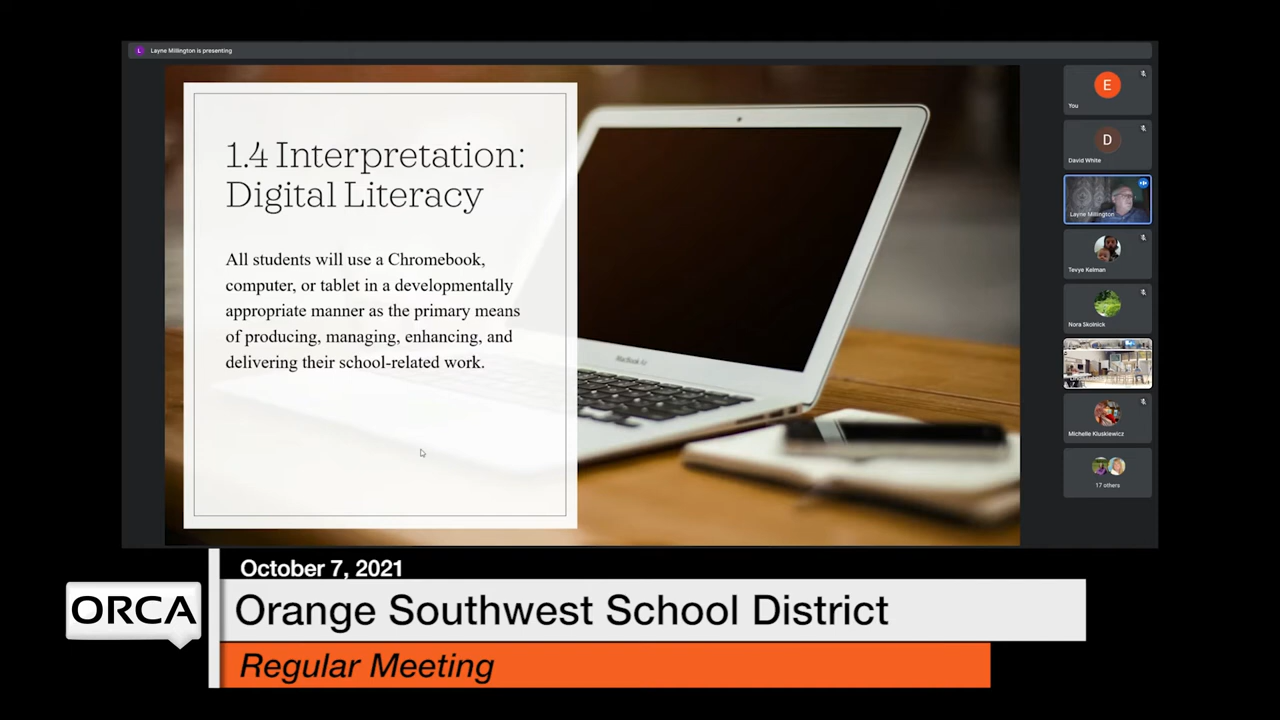 L
Layne Millington is presenting
1.4 Interpretation:
Digital Literacy
All students will use a Chromebook,
computer, or tablet in a developmentally
appropriate manner as the primary means
of producing, managing, enhancing, and
delivering their school-related work.
MacBook Air
E
You
D
David White
Layne Millington
Tevya Kelman
Nora Skolnick
Michelle Kluskiewicz
17 others
October 7, 2021
ORCA
Orange Southwest School District
Regular Meeting